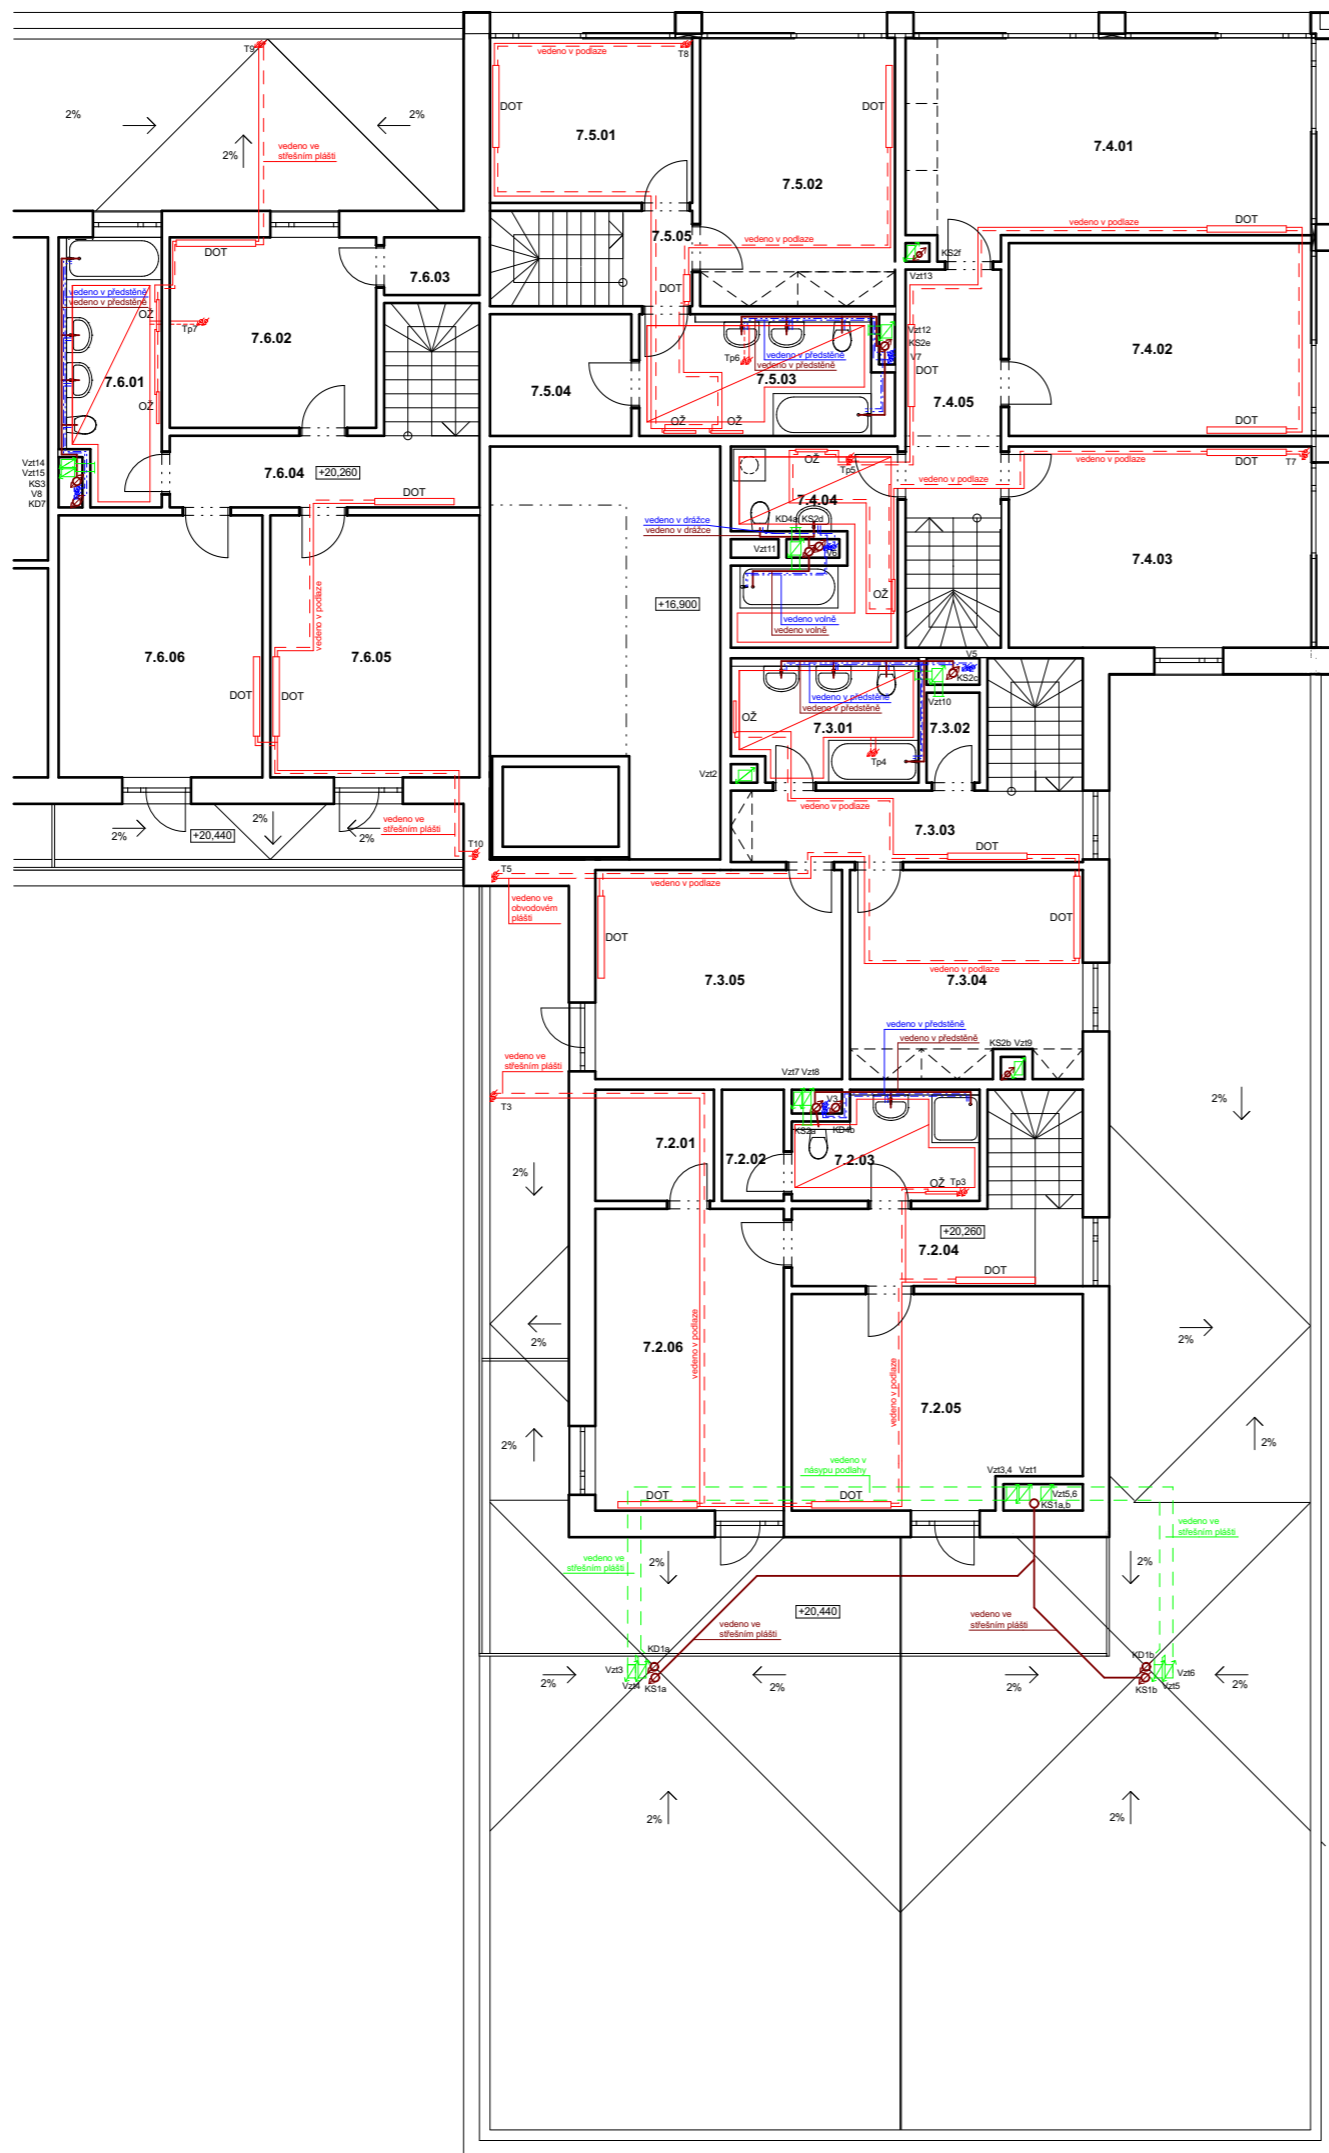 T9
vedeno v podlaze
T8
DOT
DOT
7.5.01
2%
2%
2%
vedeno ve
střešním plášti
7.4.01
7.5.02
DOT
vedeno v podlaze
7.5.05
vedeno v podlaze
DOT
7.6.03
KS2f
Vzt13
DOT
vedeno v předstěně
vedeno v předstěně
OŽ
Tp7
7.6.02
Vzt12
KS2e
V7
DOT
7.4.02
Tp6
vedeno v předstěně
vedeno v předstěně
7.5.03
7.6.01
OŽ
7.5.04
7.4.05
OŽ
OŽ
DOT
Vzt14
Vzt15
KS3
V8
KD7
7.6.04
+20,260
DOT
OŽ
Tp5
vedeno v podlaze
DOT
T7
vedeno v podlaze
7.4.04
vedeno v drážce
vedeno v drážce
KD4a
KS2d
Vzt11
V6
7.4.03
vedeno v podlaze
+16,900
OŽ
vedeno volně
vedeno volně
7.6.06
7.6.05
DOT
DOT
V5
KS2c
Vzt10
vedeno v předstěně
vedeno v předstěně
OŽ
7.3.01
7.3.02
Tp4
Vzt2
vedeno v podlaze
7.3.03
2%
+20,440
2%
2%
vedeno ve
střešním plášti
T10
DOT
T5
vedeno v podlaze
vedeno ve
obvodovém
plášti
DOT
DOT
vedeno v podlaze
7.3.05
7.3.04
vedeno v předstěně
vedeno v předstěně
KS2b Vzt9
vedeno ve
střešním plášti
Vzt7 Vzt8
T3
V3
KS2a
KD4b
2%
7.2.01
7.2.02
7.2.03
2%
OŽ
Tp3
+20,260
7.2.04
DOT
2%
2%
7.2.06
vedeno v podlaze
vedeno v podlaze
7.2.05
2%
2%
vedeno v
násypu podlahy
Vzt3,4
Vzt1
Vzt5,6
KS1a,b
DOT
DOT
vedeno ve
střešním plášti
vedeno ve
střešním plášti
2%
2%
+20,440
vedeno ve
střešním plášti
vedeno ve
střešním plášti
KD1a
KD1b
Vzt3
Vzt4
KS1a
KS1b
Vzt5
Vzt6
2%
2%
2%
2%
2%
2%